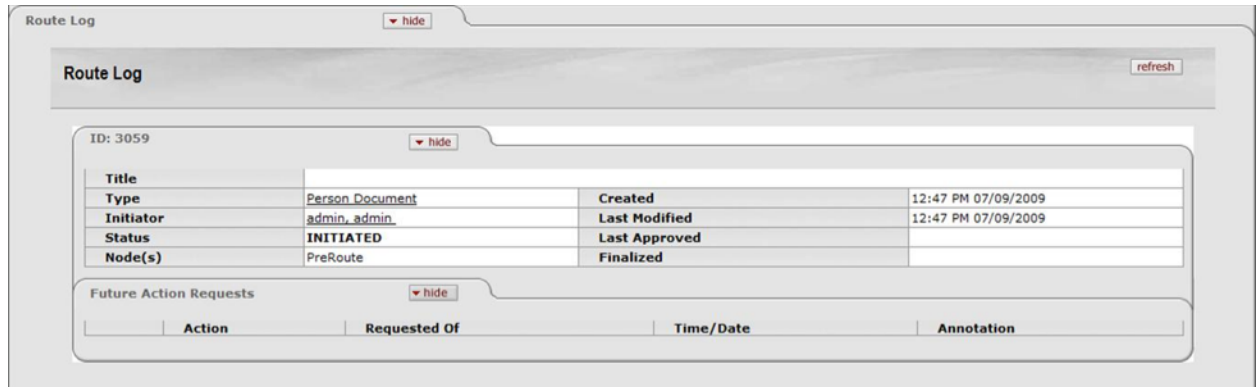 Route Log hide
Route Log refresh
ID: 3059 hide
Title
Type Person Document Created 12:47 PM 07/09/2009
Initiator admin, admin Last Modified 12:47 PM 07/09/2009
Status INITIATED Last Approved
Node(s) PreRoute Finalized
Future Action Requests hide
Action Requested Of Time/Date Annotation